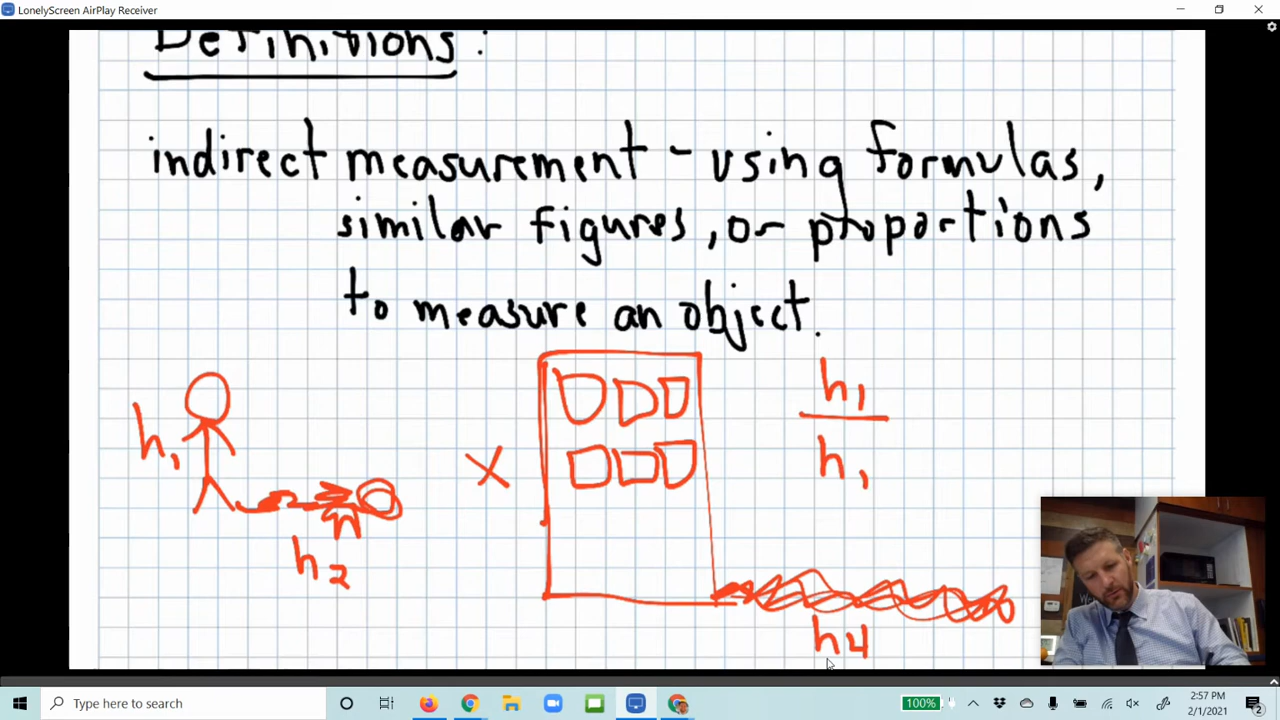 LonelyScreen AirPlay Receiver
Definitions:
indirect measurement - using formulas,
similar figures, or proportions
to measure an object.
h1
h1
h1
X
h2
h4
Type here to search
100%
2:57 PM
2/1/2021
2